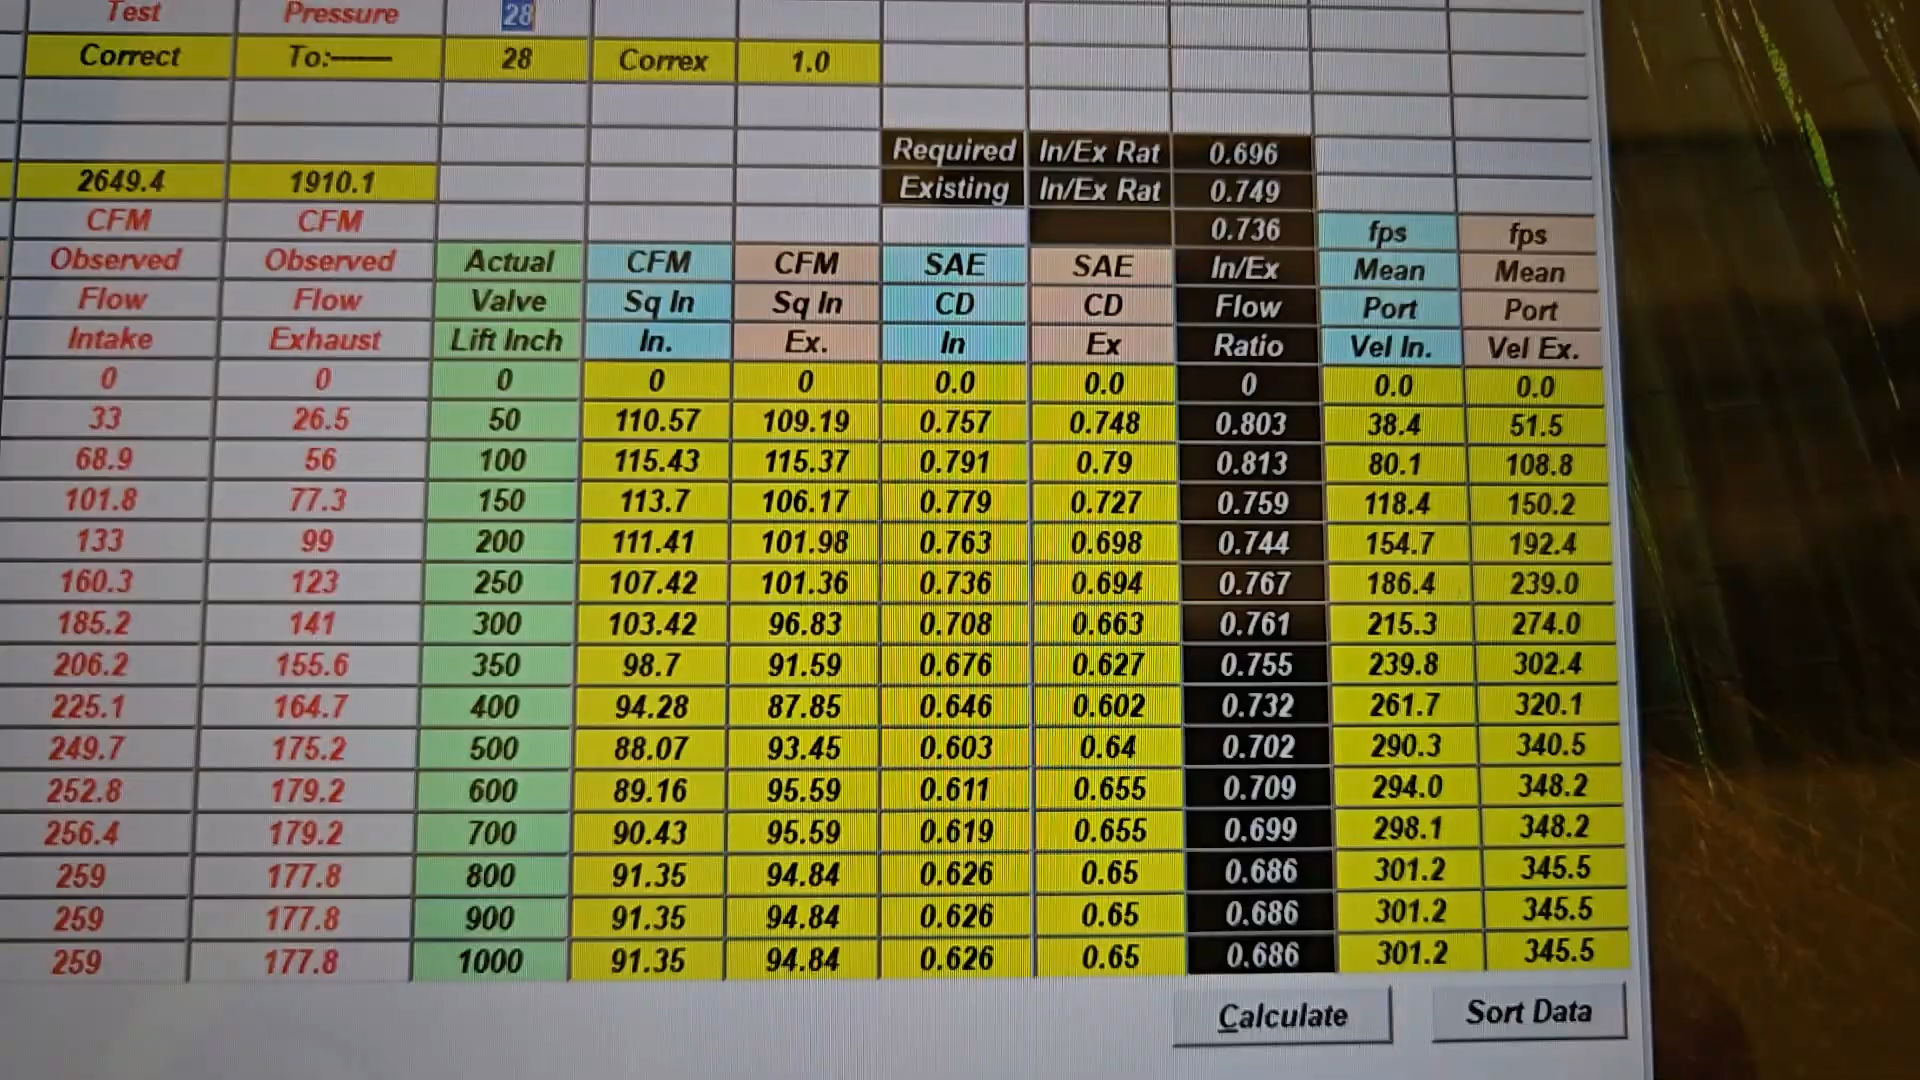 Test Pressure 28
Correct To:—— 28 Correx 1.0
Required In/Ex Rat 0.696
2649.4 1910.1 Existing In/Ex Rat 0.749
CFM CFM 0.736 fps fps
Observed Observed Actual CFM CFM SAE SAE In/Ex Mean Mean
Flow Flow Valve Sq In Sq In CD CD Flow Port Port
Intake Exhaust Lift Inch In. Ex. In Ex Ratio Vel In. Vel Ex.
0 0 0 0 0 0.0 0.0 0 0.0 0.0
33 26.5 50 110.57 109.19 0.757 0.748 0.803 38.4 51.5
68.9 56 100 115.43 115.37 0.791 0.79 0.813 80.1 108.8
101.8 77.3 150 113.7 106.17 0.779 0.727 0.759 118.4 150.2
133 99 200 111.41 101.98 0.763 0.698 0.744 154.7 192.4
160.3 123 250 107.42 101.36 0.736 0.694 0.767 186.4 239.0
185.2 141 300 103.42 96.83 0.708 0.663 0.761 215.3 274.0
206.2 155.6 350 98.7 91.59 0.676 0.627 0.755 239.8 302.4
225.1 164.7 400 94.28 87.85 0.646 0.602 0.732 261.7 320.1
249.7 175.2 500 88.07 93.45 0.603 0.64 0.702 290.3 340.5
252.8 179.2 600 89.16 95.59 0.611 0.655 0.709 294.0 348.2
256.4 179.2 700 90.43 95.59 0.619 0.655 0.699 298.1 348.2
259 177.8 800 91.35 94.84 0.626 0.65 0.686 301.2 345.5
259 177.8 900 91.35 94.84 0.626 0.65 0.686 301.2 345.5
259 177.8 1000 91.35 94.84 0.626 0.65 0.686 301.2 345.5
Calculate Sort Data